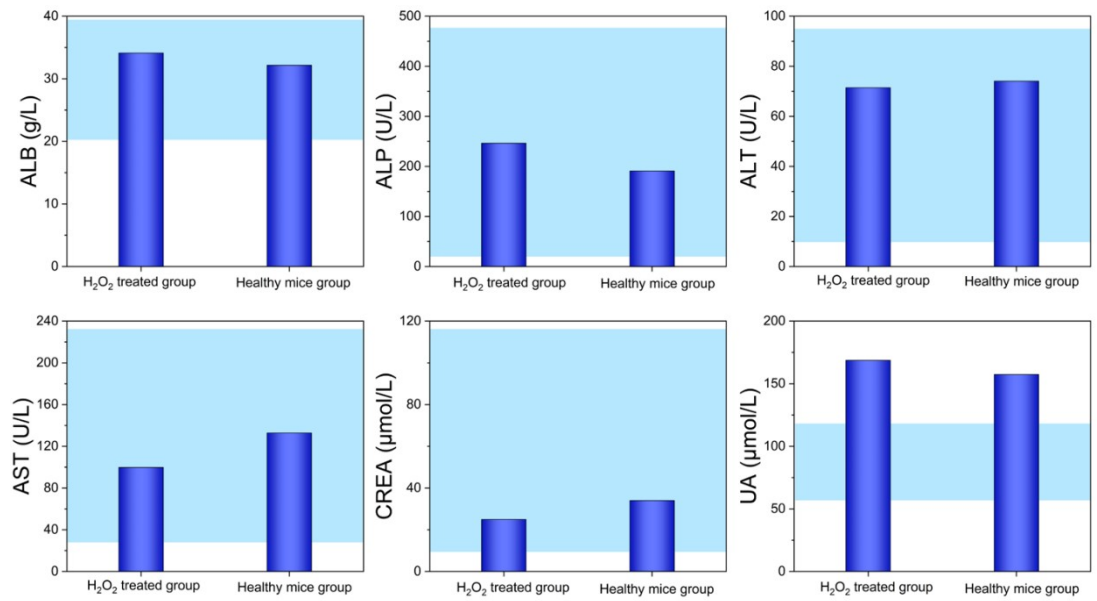 ALB (g/L)
40
30
20
10
0
H₂O₂ treated group
Healthy mice group
ALP (U/L)
500
400
300
200
100
0
H₂O₂ treated group
Healthy mice group
ALT (U/L)
100
80
60
40
20
0
H₂O₂ treated group
Healthy mice group
AST (U/L)
240
200
160
120
80
40
0
H₂O₂ treated group
Healthy mice group
CREA (μmol/L)
120
80
40
0
H₂O₂ treated group
Healthy mice group
UA (μmol/L)
200
150
100
50
0
H₂O₂ treated group
Healthy mice group